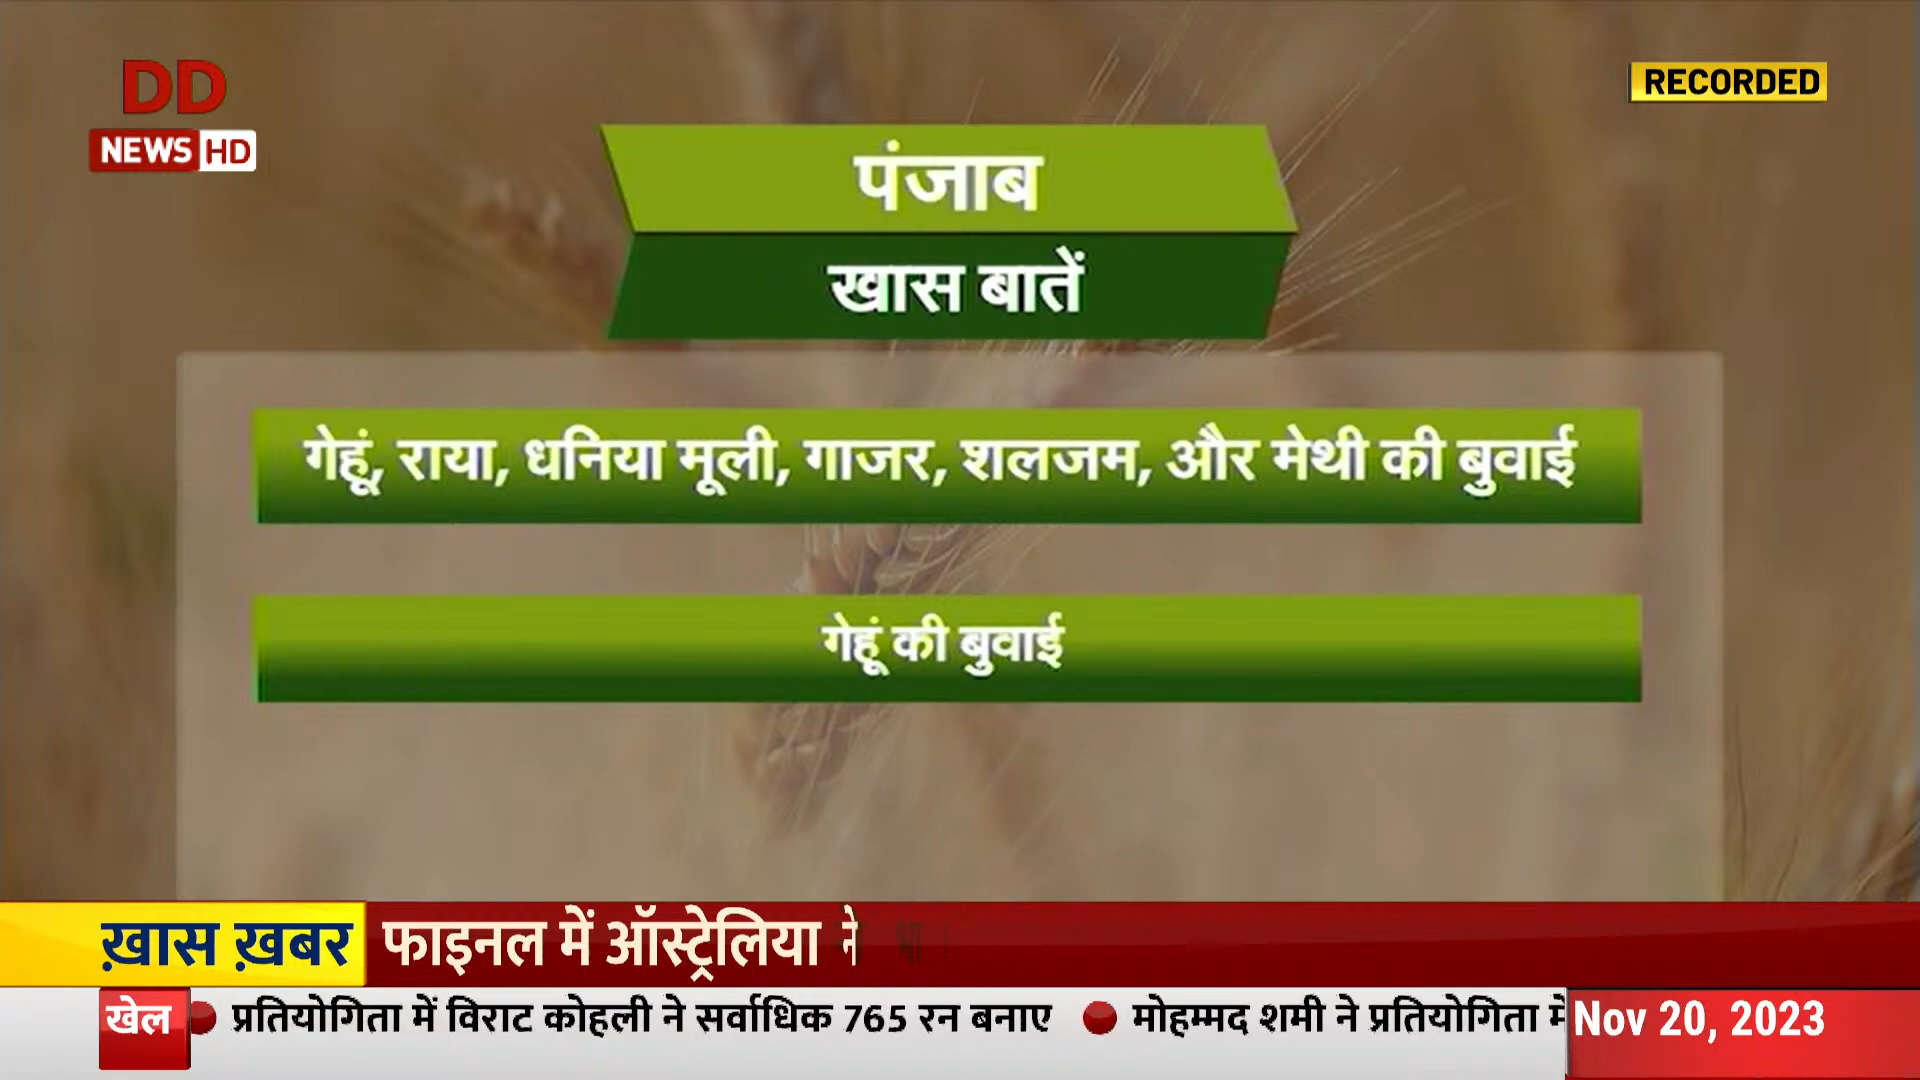 DD
NEWS HD
RECORDED
पंजाब
खास बातें
गेहूं, राया, धनिया मूली, गाजर, शलजम, और मेथी की बुवाई
गेहूं की बुवाई
ख़ास ख़बर
फाइनल में ऑस्ट्रेलिया ने
खेल
प्रतियोगिता में विराट कोहली ने सर्वाधिक 765 रन बनाए
मोहम्मद शमी ने प्रतियोगिता में
Nov 20, 2023